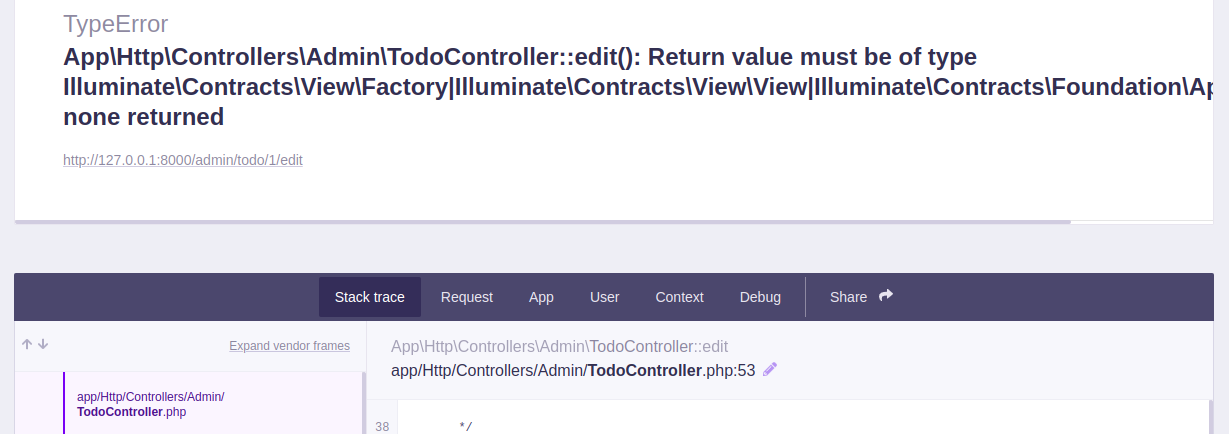 TypeError
App\Http\Controllers\Admin\TodoController::edit(): Return value must be of type
Illuminate\Contracts\View\Factory|Illuminate\Contracts\View\View|Illuminate\Contracts\Foundation\Ap
none returned
http://127.0.0.1:8000/admin/todo/1/edit
Stack trace Request App User Context Debug Share
Expand vendor frames
App\Http\Controllers\Admin\TodoController::edit
app/Http/Controllers/Admin/TodoController.php:53
app/Http/Controllers/Admin/
TodoController.php
38 */